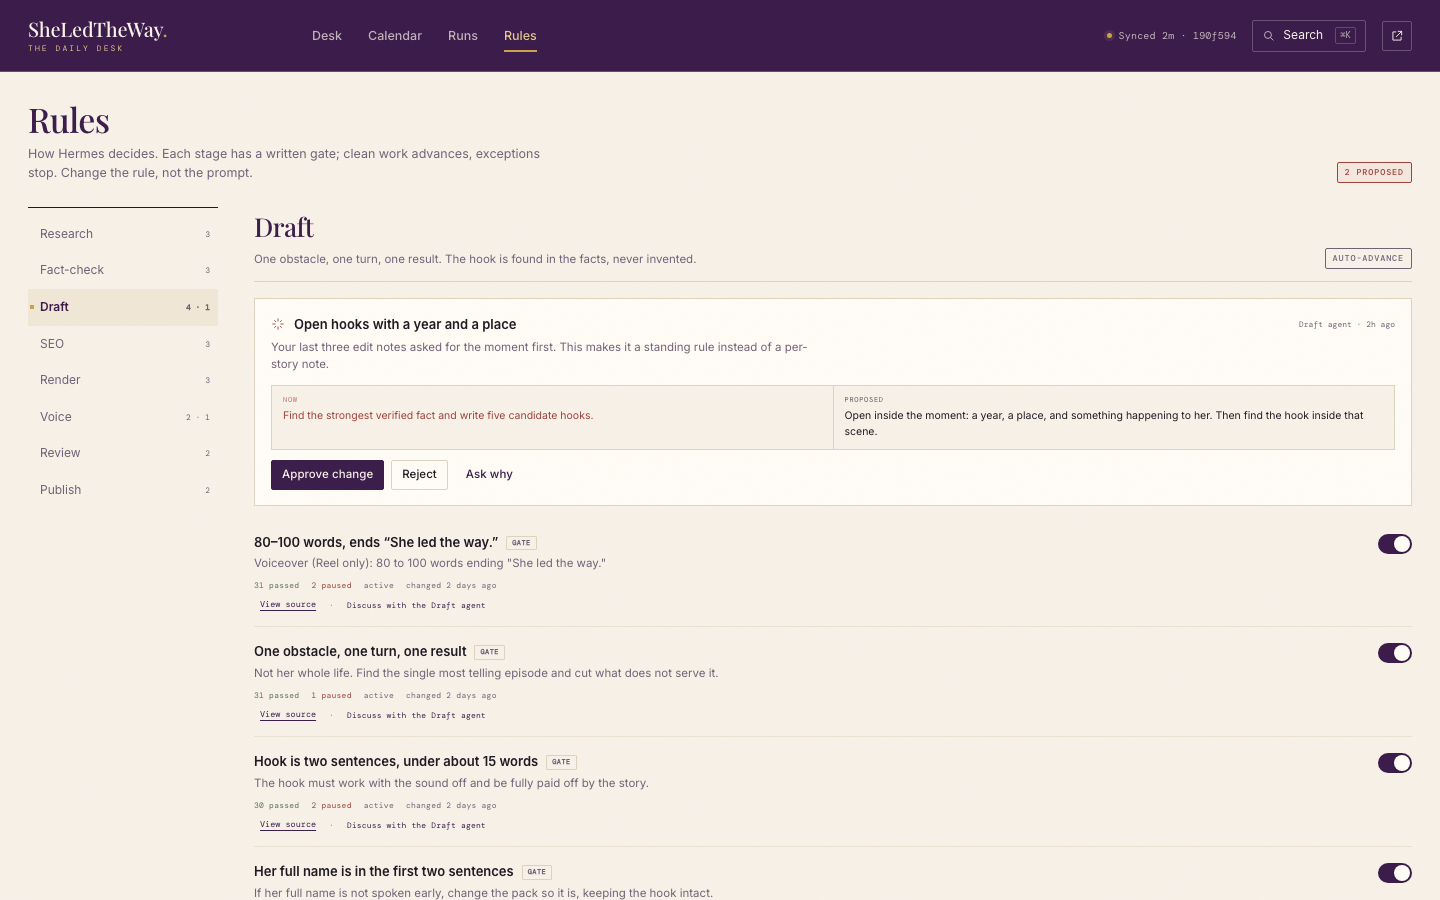 SheLedTheWay.
THE DAILY DESK
Desk Calendar Runs Rules
Synced 2m · 190f594
Search ⌘K
Rules
How Hermes decides. Each stage has a written gate; clean work advances, exceptions
stop. Change the rule, not the prompt.
2 PROPOSED
Research 3
Fact-check 3
Draft 4 · 1
SEO 3
Render 3
Voice 2 · 1
Review 2
Publish 2
Draft
One obstacle, one turn, one result. The hook is found in the facts, never invented.
AUTO-ADVANCE
Open hooks with a year and a place
Draft agent · 2h ago
Your last three edit notes asked for the moment first. This makes it a standing rule instead of a per-
story note.
NOW
Find the strongest verified fact and write five candidate hooks.
PROPOSED
Open inside the moment: a year, a place, and something happening to her. Then find the hook inside that
scene.
Approve change Reject Ask why
80–100 words, ends “She led the way.” GATE
Voiceover (Reel only): 80 to 100 words ending "She led the way."
31 passed 2 paused active changed 2 days ago
View source · Discuss with the Draft agent
One obstacle, one turn, one result GATE
Not her whole life. Find the single most telling episode and cut what does not serve it.
31 passed 1 paused active changed 2 days ago
View source · Discuss with the Draft agent
Hook is two sentences, under about 15 words GATE
The hook must work with the sound off and be fully paid off by the story.
30 passed 2 paused active changed 2 days ago
View source · Discuss with the Draft agent
Her full name is in the first two sentences GATE
If her full name is not spoken early, change the pack so it is, keeping the hook intact.